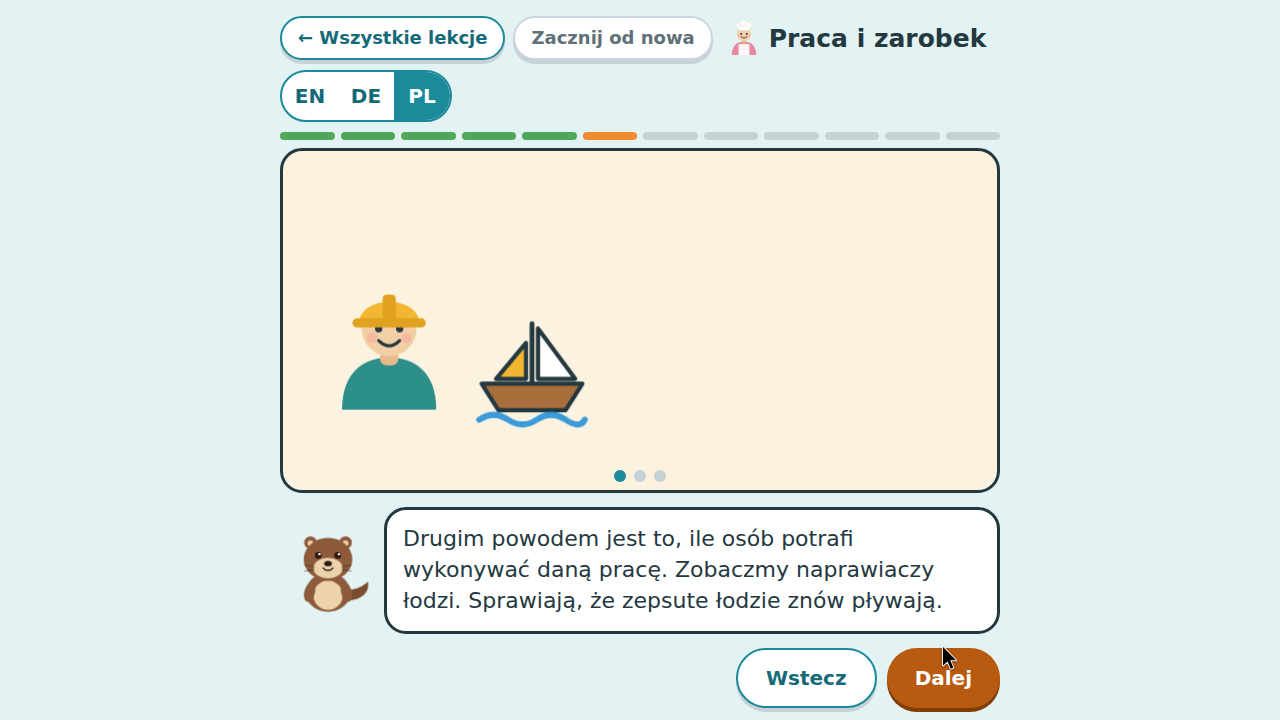 ← Wszystkie lekcje
Zacznij od nowa
Praca i zarobek
EN DE PL
Drugim powodem jest to, ile osób potrafi
wykonywać daną pracę. Zobaczmy naprawiaczy
łodzi. Sprawiają, że zepsute łodzie znów pływają.
Wstecz
Dalej